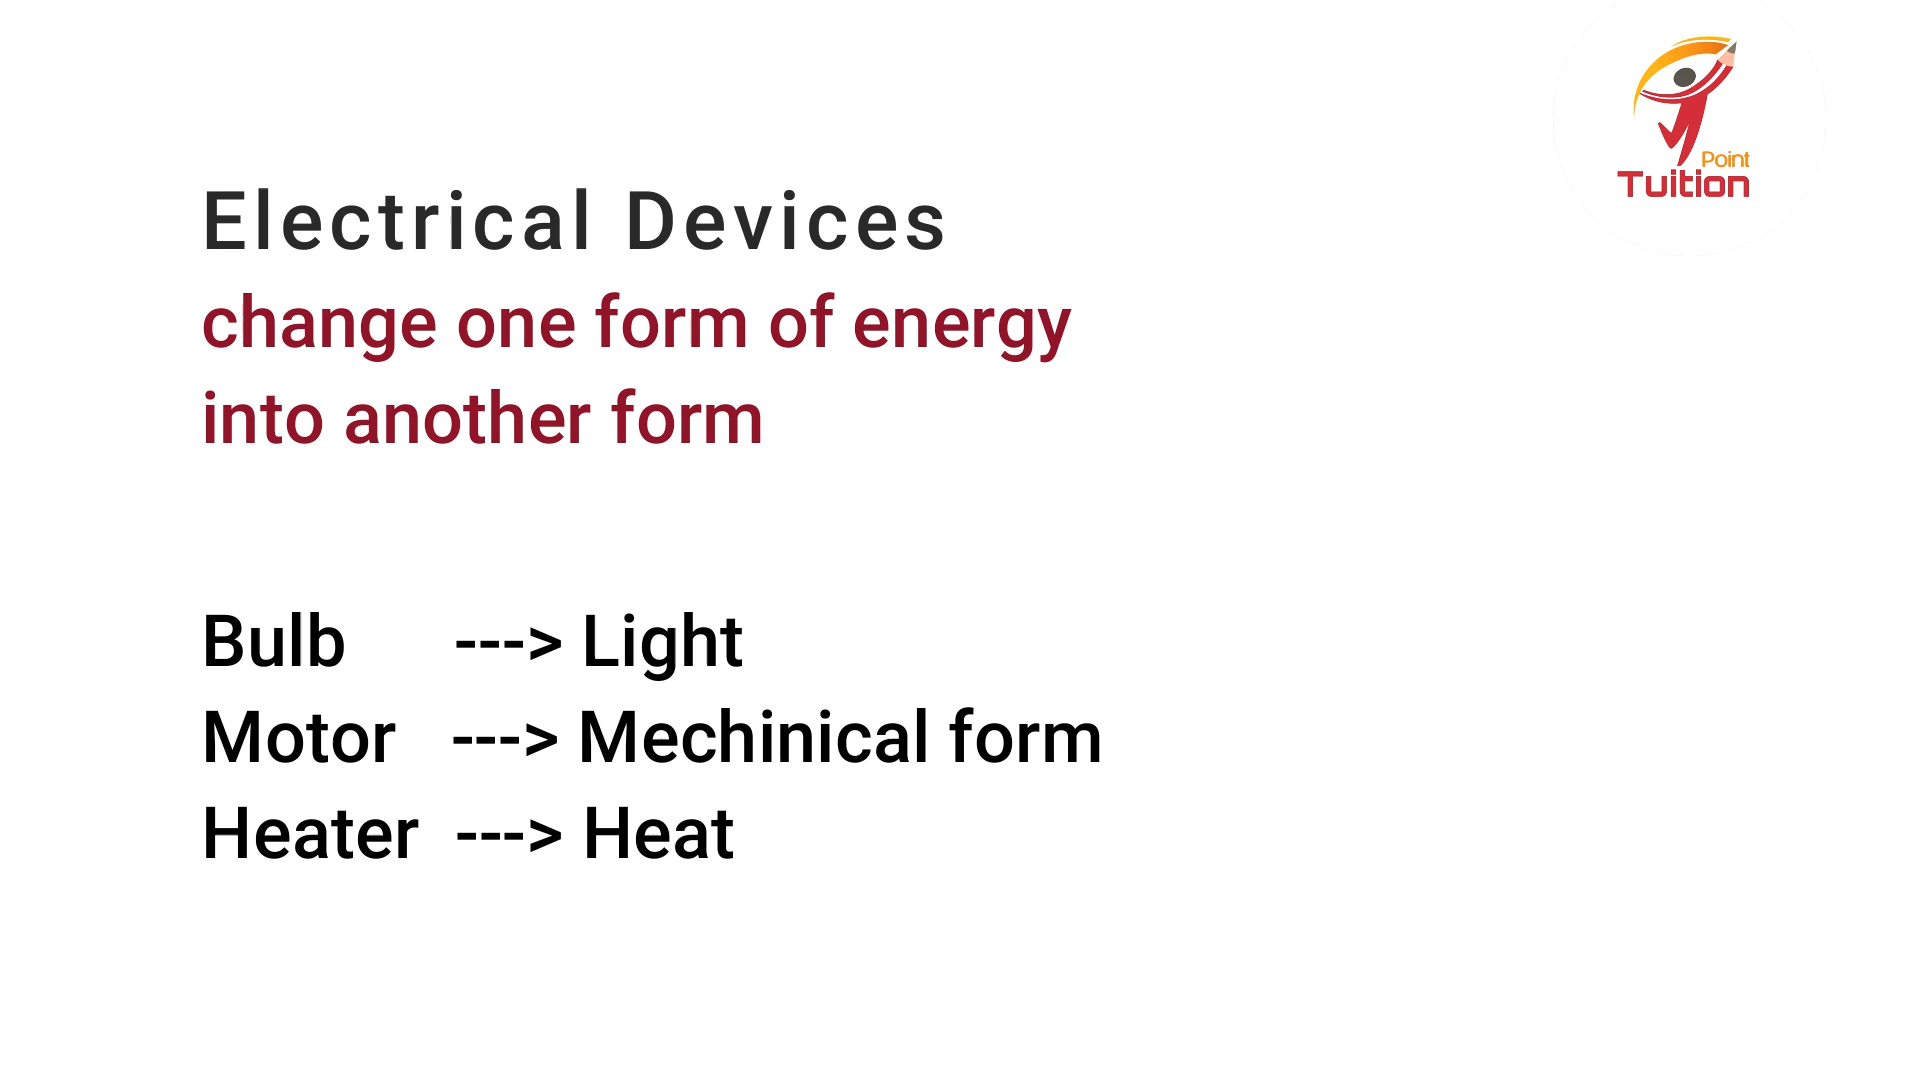 Point
Tuition
Electrical Devices
change one form of energy
into another form
Bulb ---> Light
Motor ---> Mechinical form
Heater ---> Heat